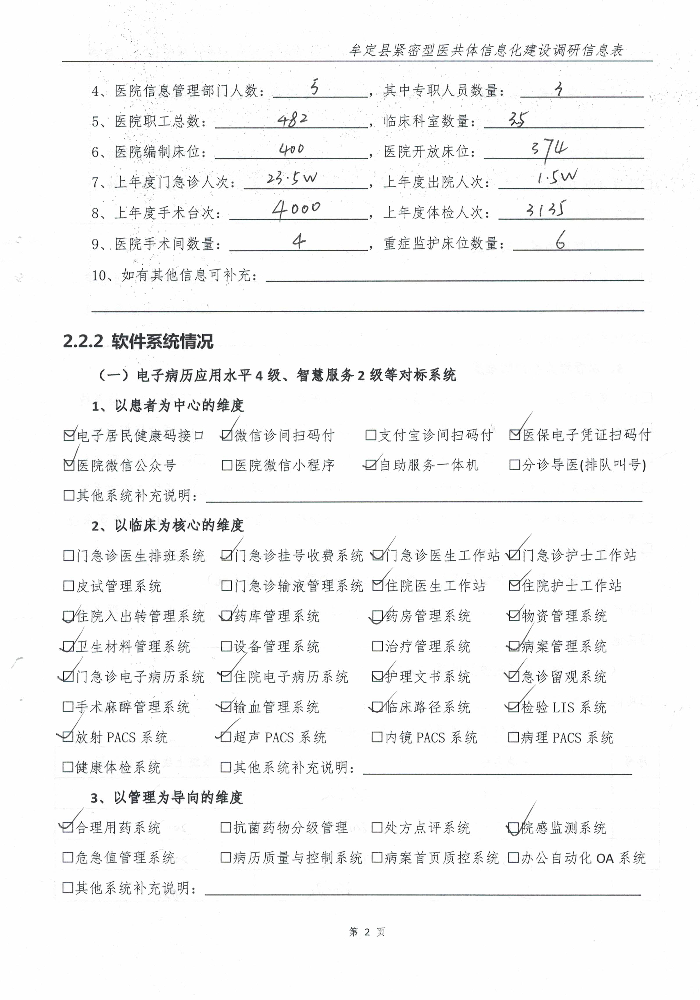 牟定县紧密型医共体信息化建设调研信息表
4、医院信息管理部门人数：5，其中专职人员数量：3
5、医院职工总数：482，临床科室数量：35
6、医院编制床位：400，医院开放床位：374
7、上年度门急诊人次：23.5W，上年度出院人次：1.5W
8、上年度手术台次：4000，上年度体检人次：3135
9、医院手术间数量：4，重症监护床位数量：6
10、如有其他信息可补充：
2.2.2 软件系统情况
（一）电子病历应用水平4级、智慧服务2级等对标系统
1、以患者为中心的维度
☑电子居民健康码接口 ☑微信诊间扫码付 □支付宝诊间扫码付 ☑医保电子凭证扫码付
☑医院微信公众号 □医院微信小程序 ☑自助服务一体机 □分诊导医(排队叫号)
□其他系统补充说明：
2、以临床为核心的维度
□门急诊医生排班系统 ☑门急诊挂号收费系统 ☑门急诊医生工作站 ☑门急诊护士工作站
□皮试管理系统 □门急诊输液管理系统 ☑住院医生工作站 ☑住院护士工作站
☑住院入出转管理系统 ☑药库管理系统 ☑药房管理系统 ☑物资管理系统
☑卫生材料管理系统 □设备管理系统 □治疗管理系统 ☑病案管理系统
☑门急诊电子病历系统 ☑住院电子病历系统 ☑护理文书系统 ☑急诊留观系统
□手术麻醉管理系统 ☑输血管理系统 ☑临床路径系统 ☑检验LIS系统
☑放射PACS系统 ☑超声PACS系统 □内镜PACS系统 □病理PACS系统
□健康体检系统 □其他系统补充说明：
3、以管理为导向的维度
☑合理用药系统 □抗菌药物分级管理 □处方点评系统 ☑院感监测系统
□危急值管理系统 □病历质量与控制系统 □病案首页质控系统 □办公自动化OA系统
□其他系统补充说明：
第 2 页